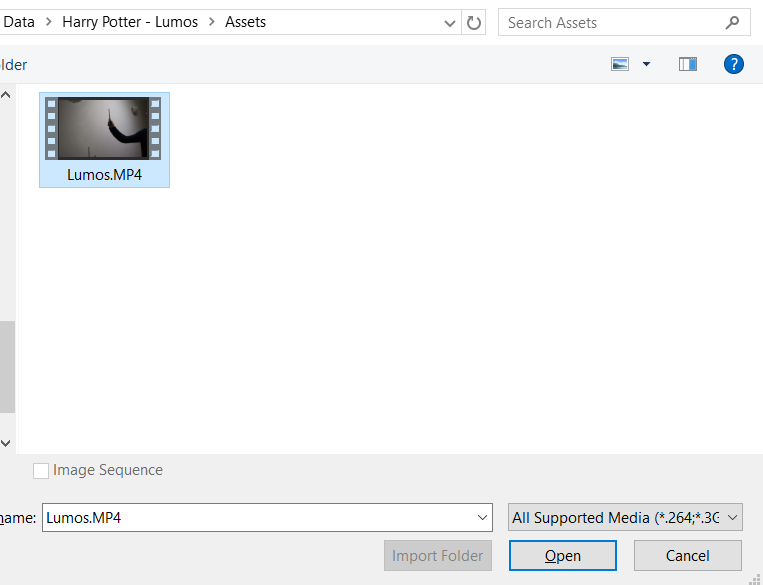 Data > Harry Potter - Lumos > Assets
Search Assets
lder
?
Lumos.MP4
Image Sequence
name: Lumos.MP4
All Supported Media (*.264;*.3G
Import Folder
Open
Cancel